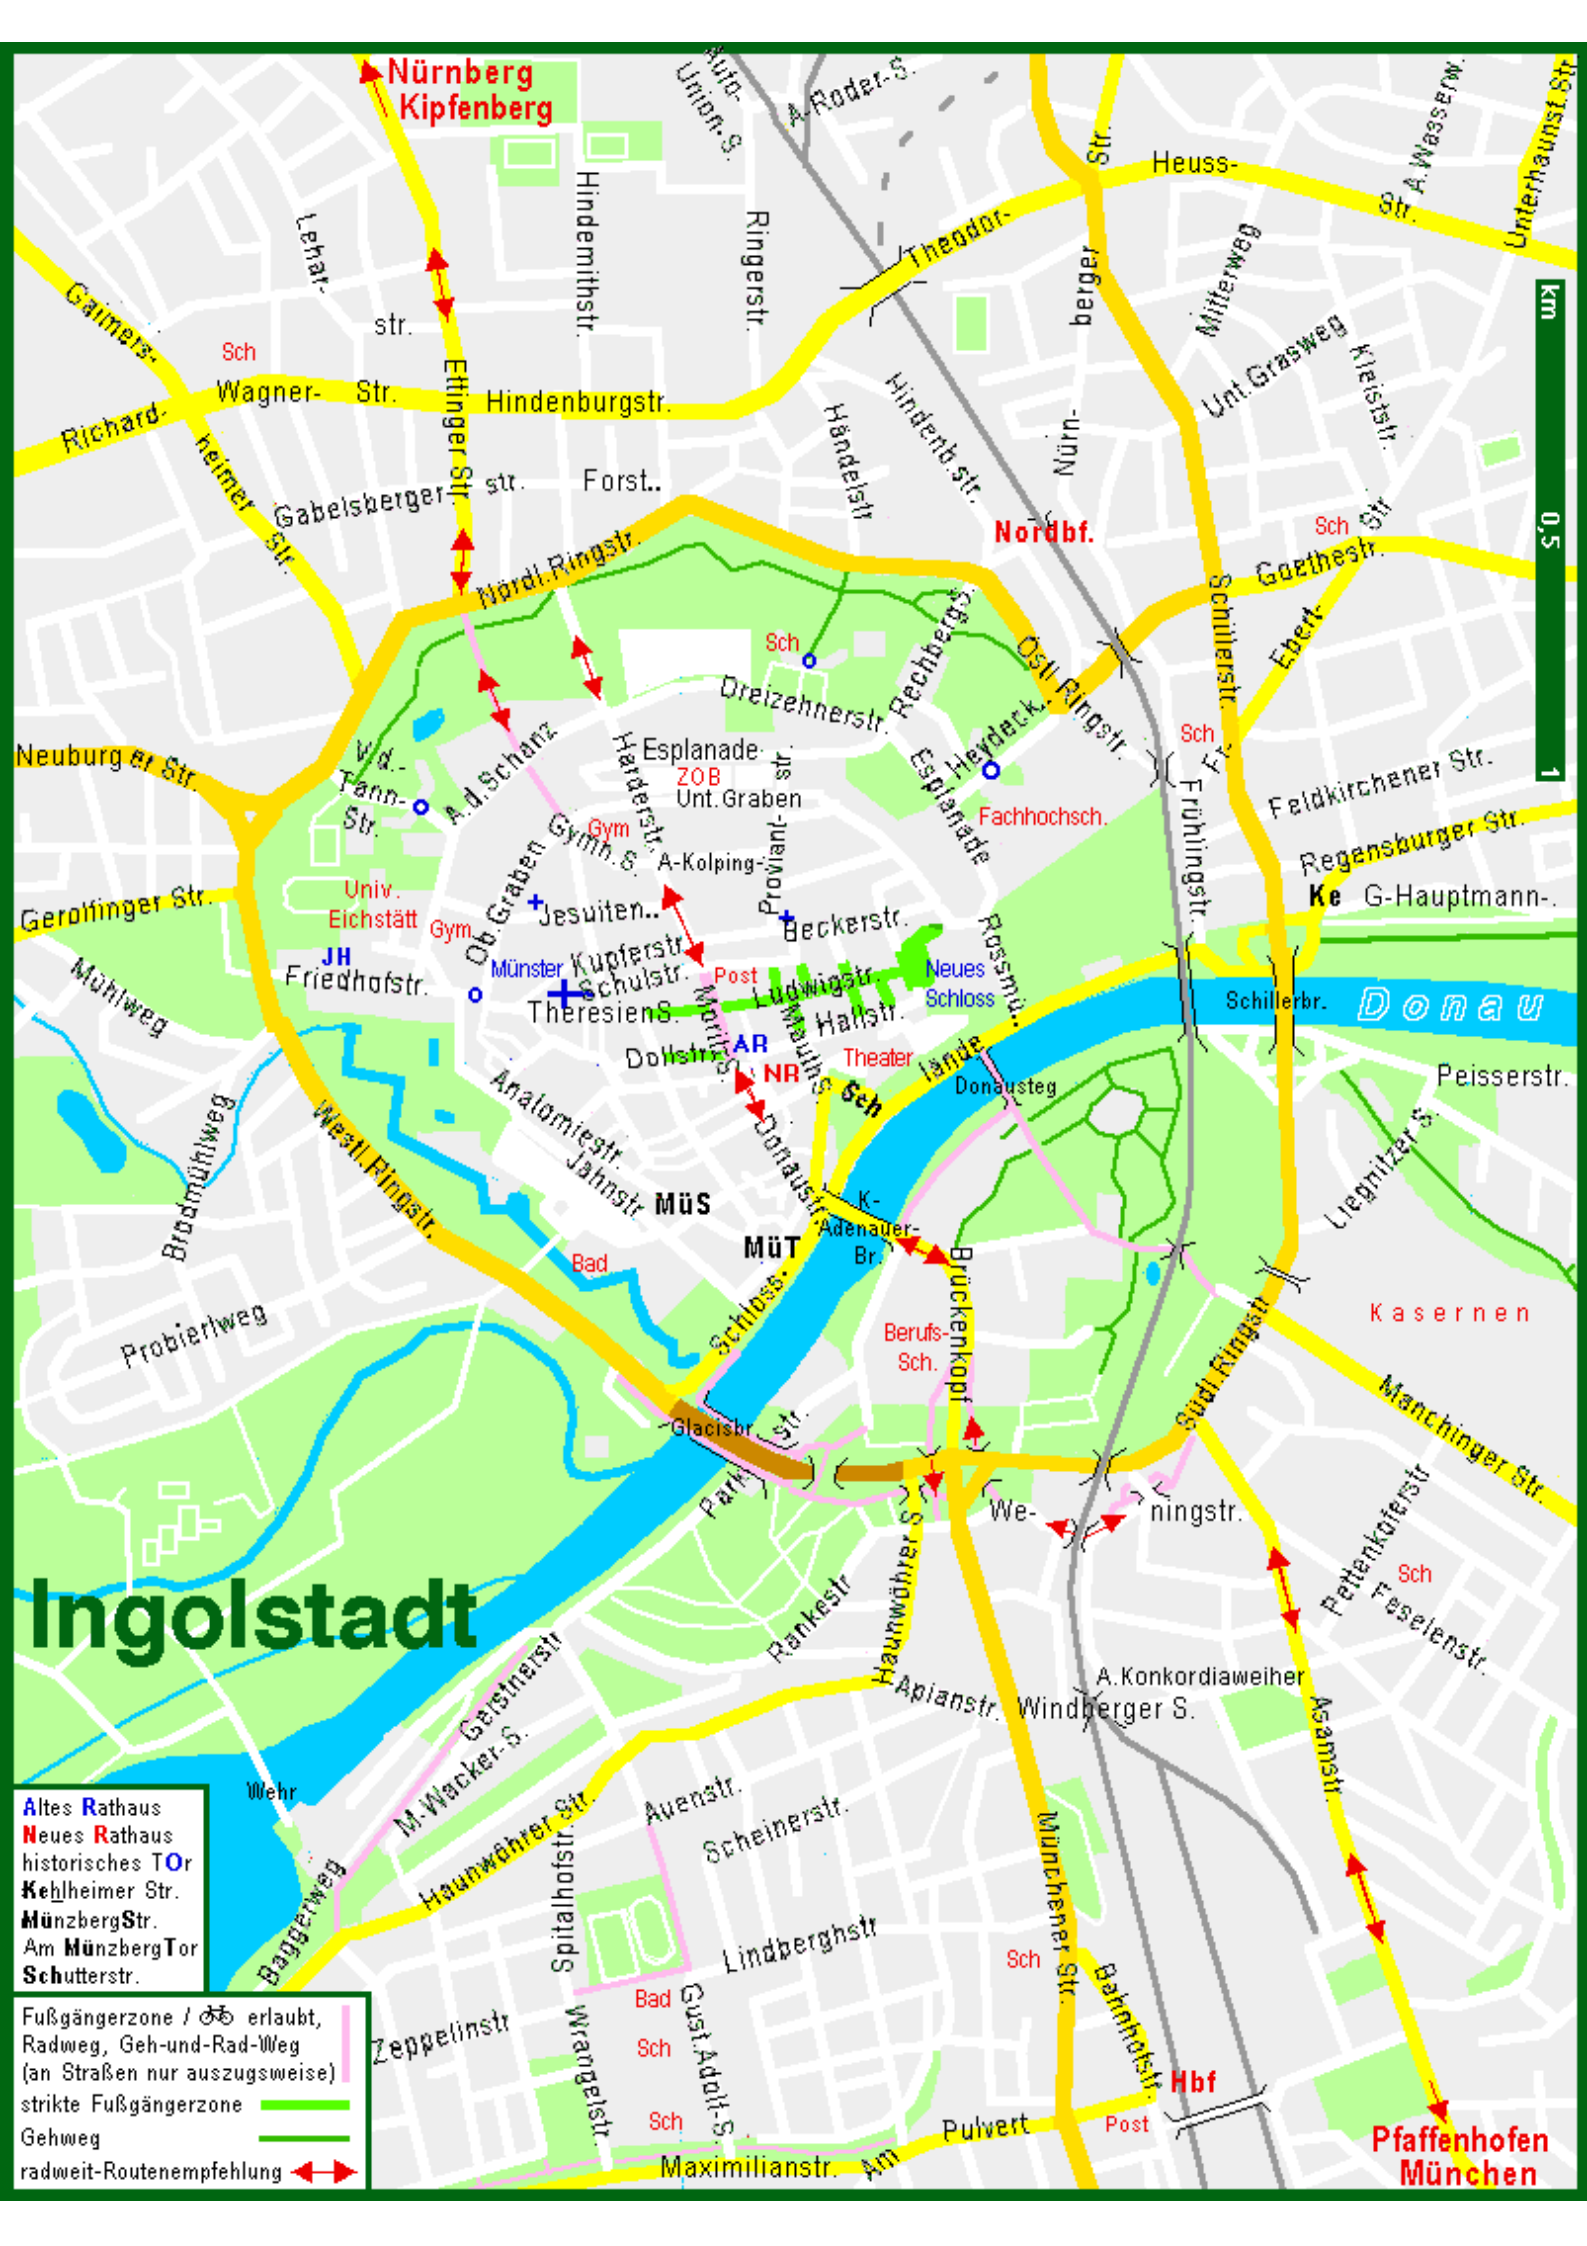 Nürnberg
Kipfenberg
Auto-
Union-S.
A-Roder-S.
Str.
Heuss-
Str.
A.Wasserw.
Unterhaunst.Str
Lehar-
str.
Hindemithstr.
Ringerstr.
Theodor-
berger
Mitterweg
km
Gaimers-
Sch
Wagner- Str.
Hindenburgstr.
Richard-
Ettinger Str.
Unt.Grasweg
Kleiststr.
Hindenb.str.
Händelstr
Nürn-
heimer
Str.
Gabelsberger- str.
Forst..
Nordbf.
Sch
Str
0,5
Goethestr.
Nördl.Ringstr.
Schillerstr.
Ebert-
Fr.-
Sch
Rechbergs.
Östl.Ringstr.
Dreizehnerstr.
Heydeck..
Sch
Neuburg er Str.
V.d.-
Tann-
Str.
A.d.Schanz
Harderstr.
Esplanade
ZOB
Unt.Graben
Proviant-str.
Esplanade
Fachhochsch.
Frühlingstr.
Feldkirchener Str.
1
Regensburger Str.
Gymn.S.
Gym
A-Kolping-
Ob.Graben
Gerolfinger Str.
Univ.
Eichstätt
Gym
Jesuiten..
Beckerstr.
Rossmü..
Ke G-Hauptmann-.
JH
Friedhofstr.
Münster
Kupferstr.
Schulstr.
Post
Ludwigstr.
Neues
Schloss
Schillerbr.
Donau
Mühlweg
TheresienS.
Moritz-S.
Mauth-S.
Hallstr.
Dollstr.
AR
NR
Theater
lände
Donausteg
Peisserstr.
Sch
Anatomiestr.
Jahnstr
Donaustr.
Brodmühlweg
Westl.Ringstr.
MüS
MüT
K-
Adenauer-
Br.
Liegnitzer S.
Bad
Schloss-
Brückenkopf
Kasernen
Probierlweg
Berufs-
Sch.
Südl.Ringstr
Manchinger Str.
Glacisbr.
str.
Park
We-
ningstr.
Pettenkoferstr
Sch
Feselenstr.
Ingolstadt
Rankestr
Haunwöhrer S
Gerstnerstr
Apianstr.
Windberger S.
A.Konkordiaweiher
Asamstr.
M-Wacker-S.
Wehr
Haunwöhrer Str.
Auenstr.
Scheinerstr.
Spitalhofstr.
Münchener Str.
Baggerweg
Lindberghstr
Sch
Bahnhofstr.
Bad
Zeppelinstr
Wrangelstr.
Gust.Adolf-S.
Sch
Sch
Hbf
Post
Am
Pulvert
Maximilianstr.
Pfaffenhofen
München
Altes Rathaus
Neues Rathaus
historisches TOr
Kehlheimer Str.
MünzbergStr.
Am MünzbergTor
Schutterstr.
Fußgängerzone / erlaubt,
Radweg, Geh-und-Rad-Weg
(an Straßen nur auszugsweise)
strikte Fußgängerzone
Gehweg
radweit-Routenempfehlung